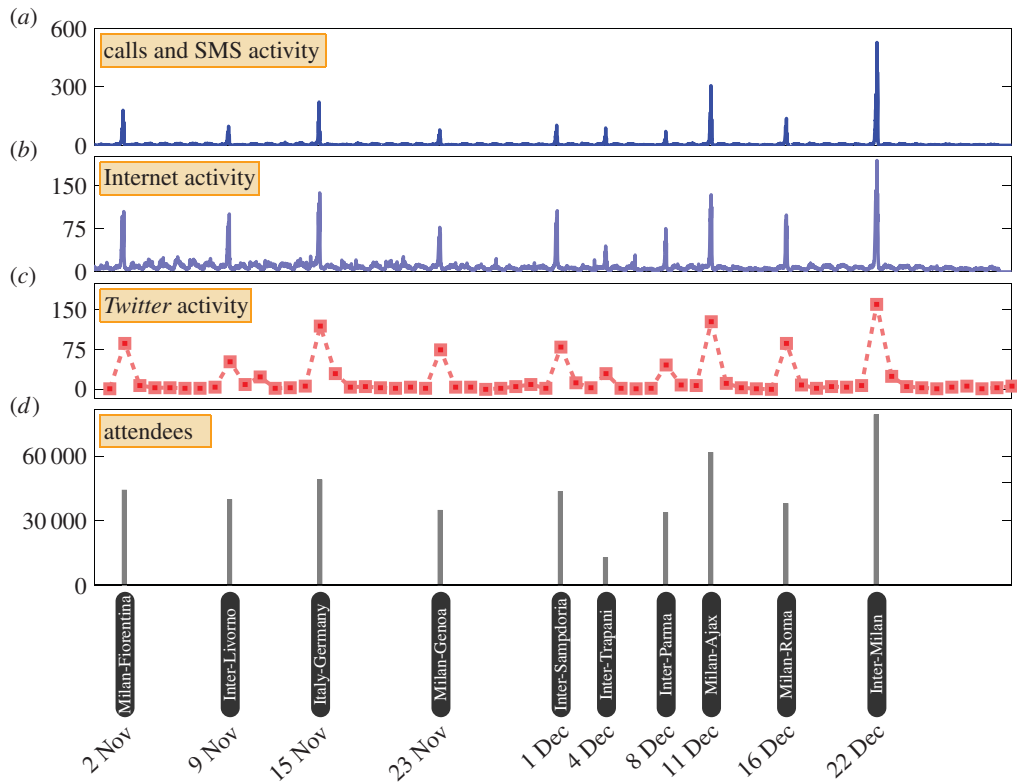 (a)
600
300
0
calls and SMS activity
(b)
150
75
0
Internet activity
(c)
150
75
0
Twitter activity
(d)
60 000
30 000
0
attendees
Milan-Fiorentina
Inter-Livorno
Italy-Germany
Milan-Genoa
Inter-Sampdoria
Inter-Trapani
Inter-Parma
Milan-Ajax
Milan-Roma
Inter-Milan
2 Nov
9 Nov
15 Nov
23 Nov
1 Dec
4 Dec
8 Dec
11 Dec
16 Dec
22 Dec